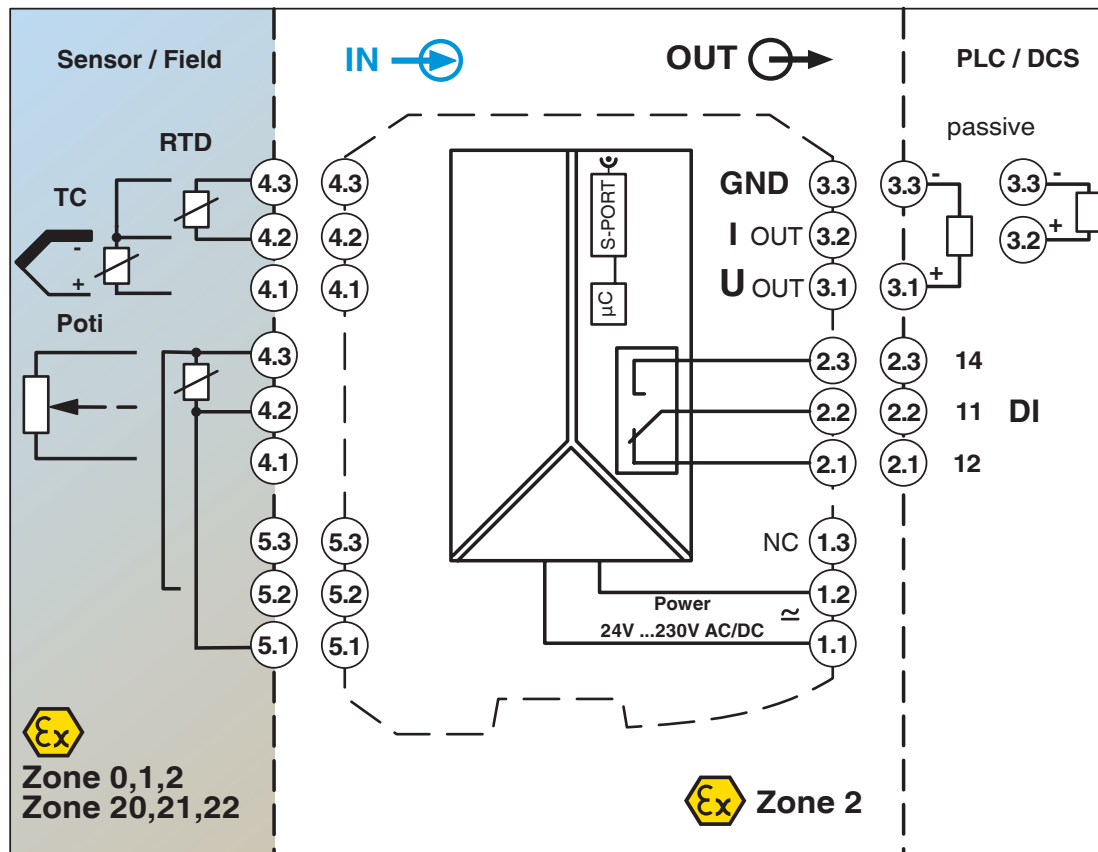 Sensor / Field
IN
OUT
PLC / DCS
passive
RTD
TC
-
+
4.3
4.2
4.1
4.3
4.2
4.1
S-PORT
µC
GND 3.3
I OUT 3.2
U OUT 3.1
3.3 -
3.1 +
3.3 -
3.2 +
Poti
4.3
4.2
4.1
2.3
2.2
2.1
2.3 14
2.2 11 DI
2.1 12
5.3
5.2
5.1
5.3
5.2
5.1
NC 1.3
Power 1.2
24V ...230V AC/DC ≃ 1.1
Ex
Zone 0,1,2
Zone 20,21,22
Ex Zone 2